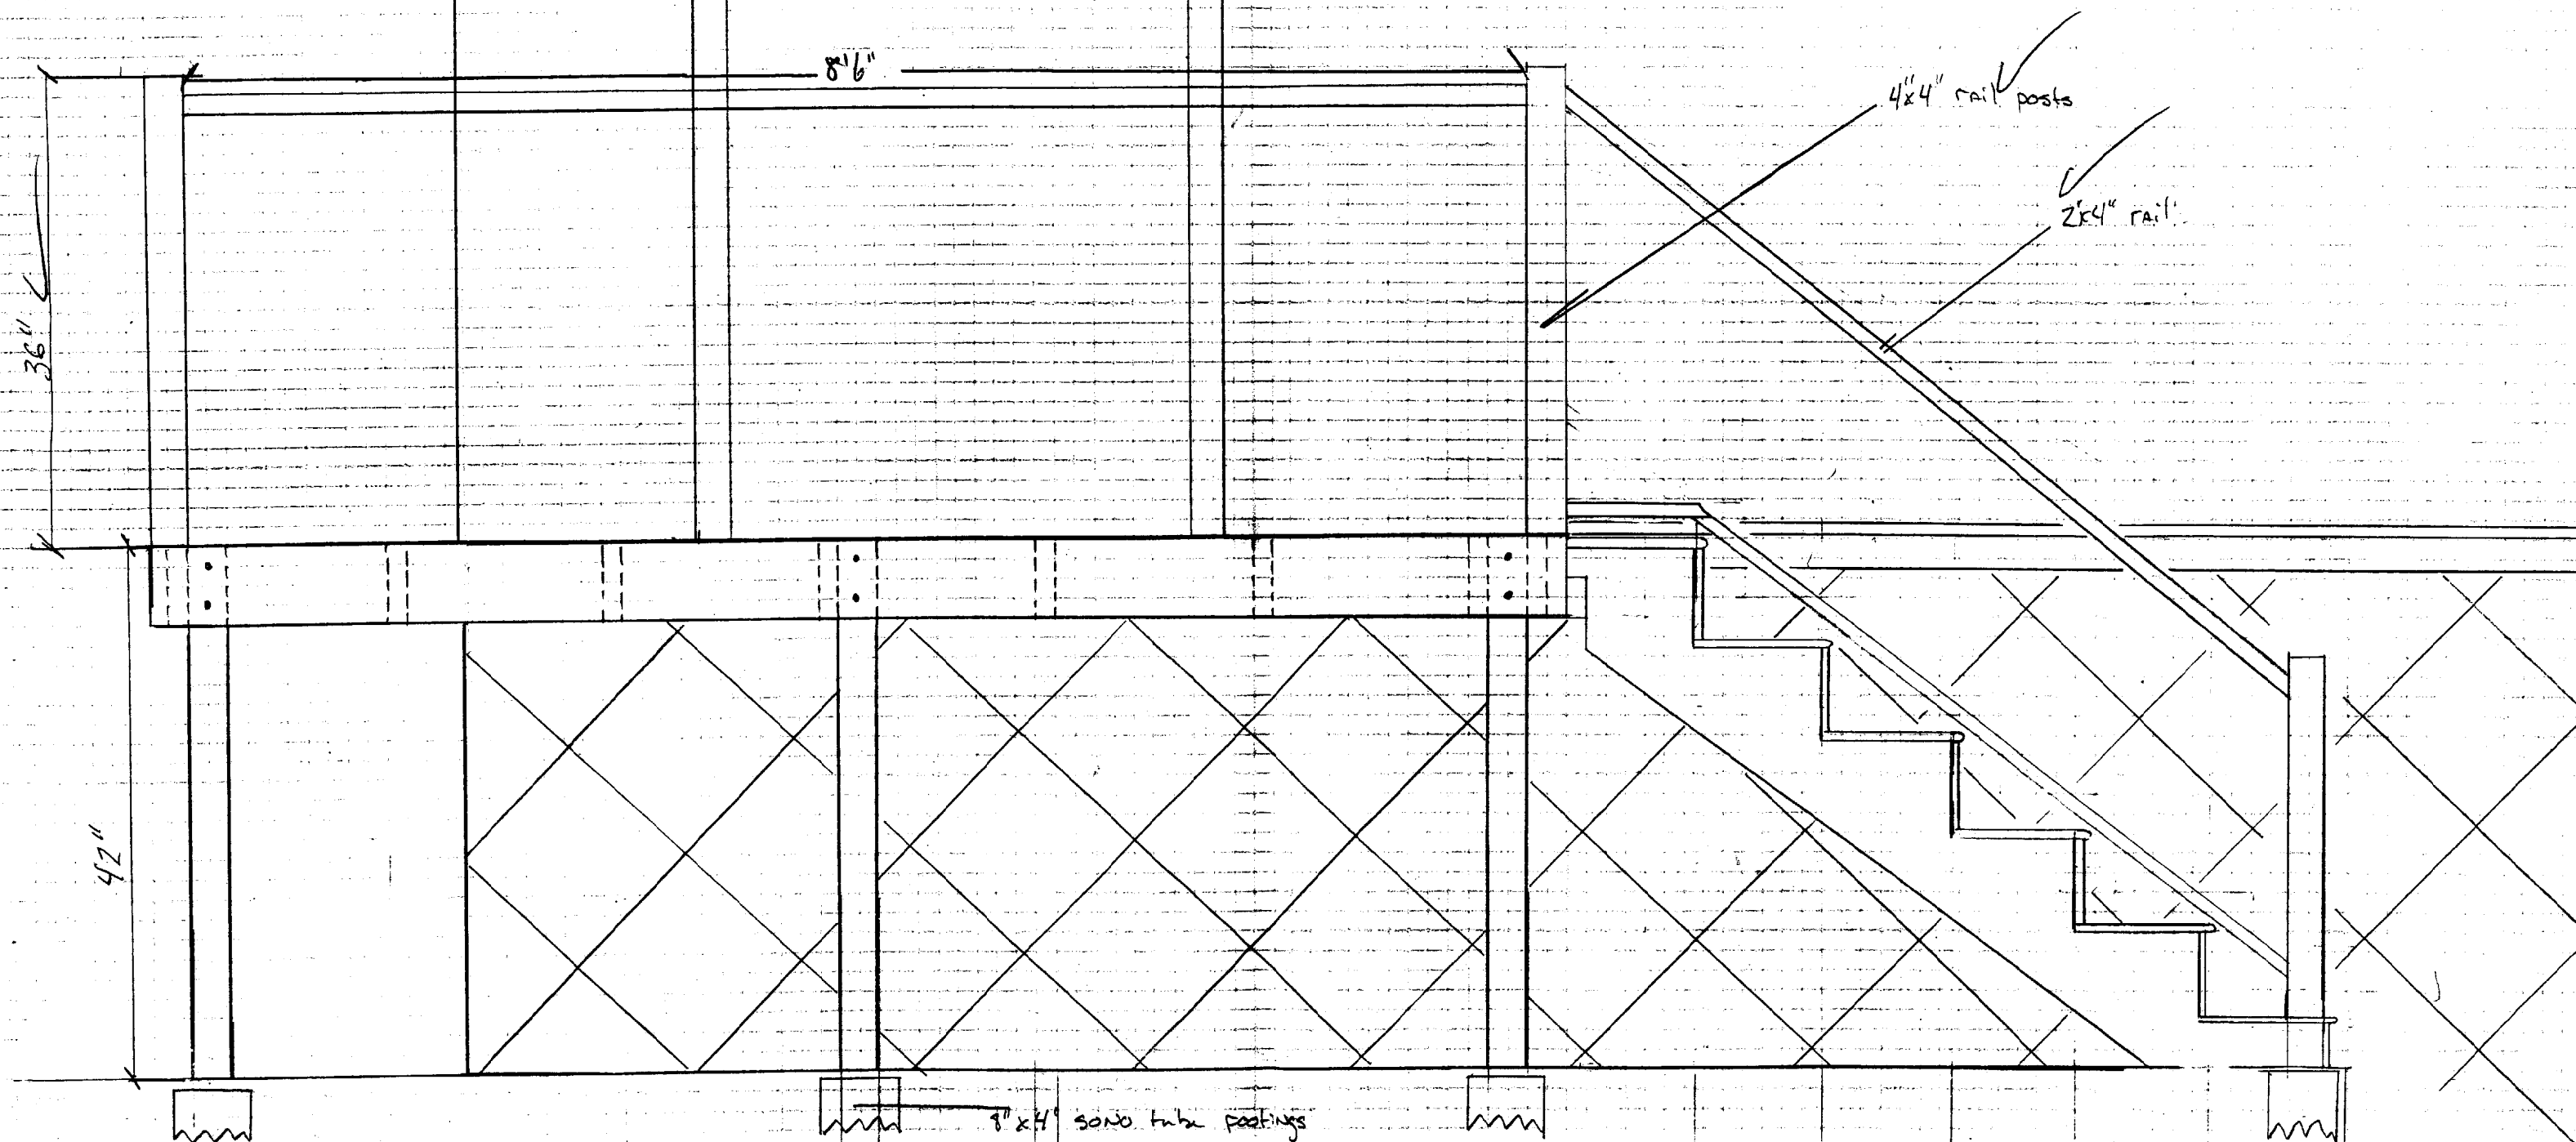 8'6"
4"x4" rail posts
2"x4" rail
36"
42"
8"x4' sono tube footings